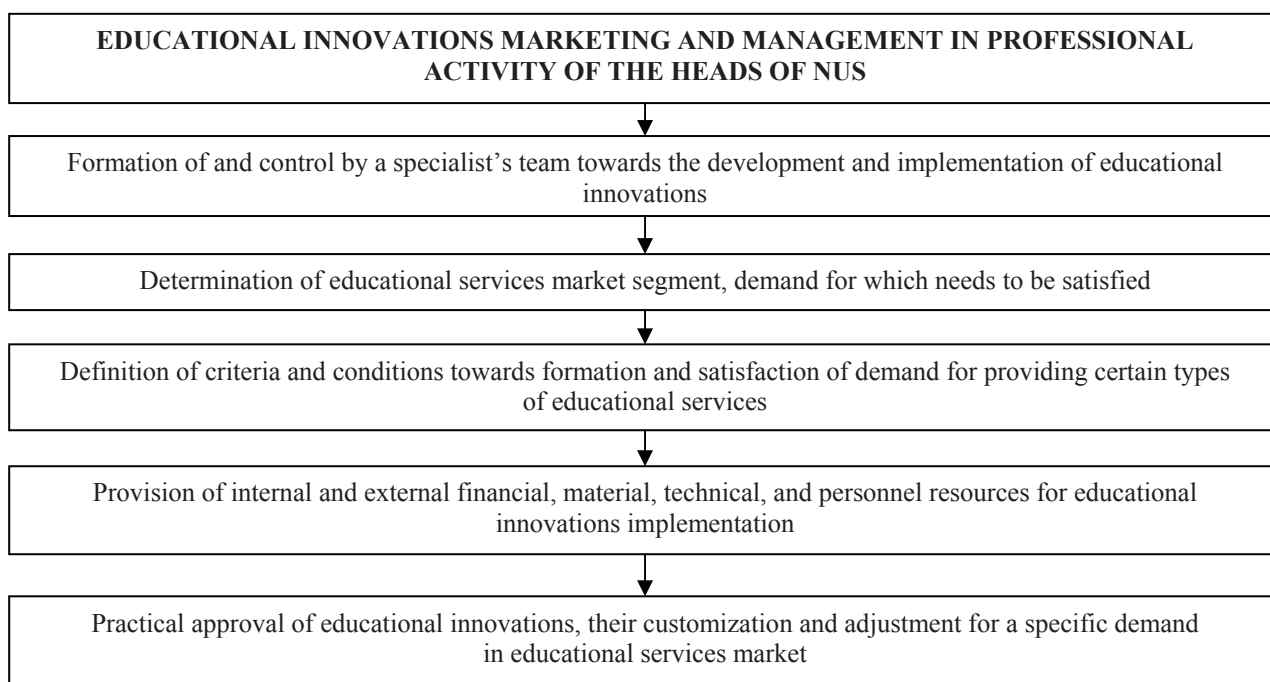 EDUCATIONAL INNOVATIONS MARKETING AND MANAGEMENT IN PROFESSIONAL
ACTIVITY OF THE HEADS OF NUS
Formation of and control by a specialist's team towards the development and implementation of educational
innovations
Determination of educational services market segment, demand for which needs to be satisfied
Definition of criteria and conditions towards formation and satisfaction of demand for providing certain types
of educational services
Provision of internal and external financial, material, technical, and personnel resources for educational
innovations implementation
Practical approval of educational innovations, their customization and adjustment for a specific demand
in educational services market